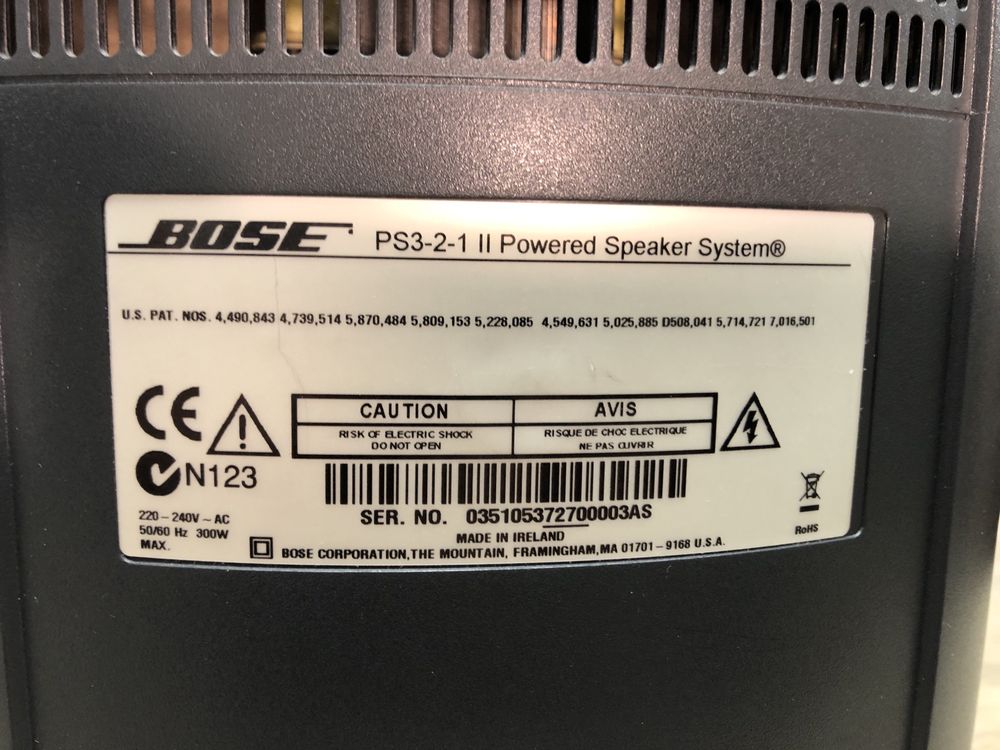 BOSE PS3-2-1 II Powered Speaker System®
U.S. PAT. NOS. 4,490,843 4,739,514 5,870,484 5,809,153 5,228,085 4,549,631 5,025,885 D508,041 5,714,721 7,016,501
CE
CAUTION
RISK OF ELECTRIC SHOCK
DO NOT OPEN
AVIS
RISQUE DE CHOC ELECTRIQUE
NE PAS OUVRIR
N123
SER. NO. 035105372700003AS
220-240V ~ AC
50/60 Hz 300W
MAX.
MADE IN IRELAND
BOSE CORPORATION, THE MOUNTAIN, FRAMINGHAM, MA 01701-9168 U.S.A.
RoHS